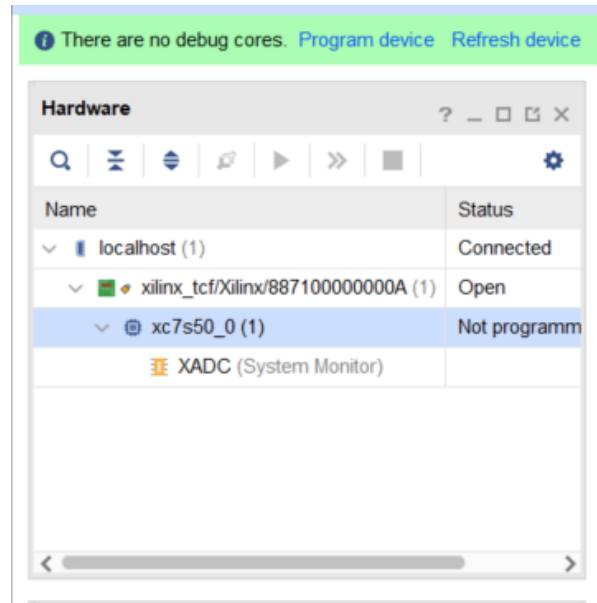 There are no debug cores. Program device Refresh device
Hardware
Name Status
localhost (1) Connected
xilinx_tcf/Xilinx/887100000000A (1) Open
xc7s50_0 (1) Not programm
XADC (System Monitor)